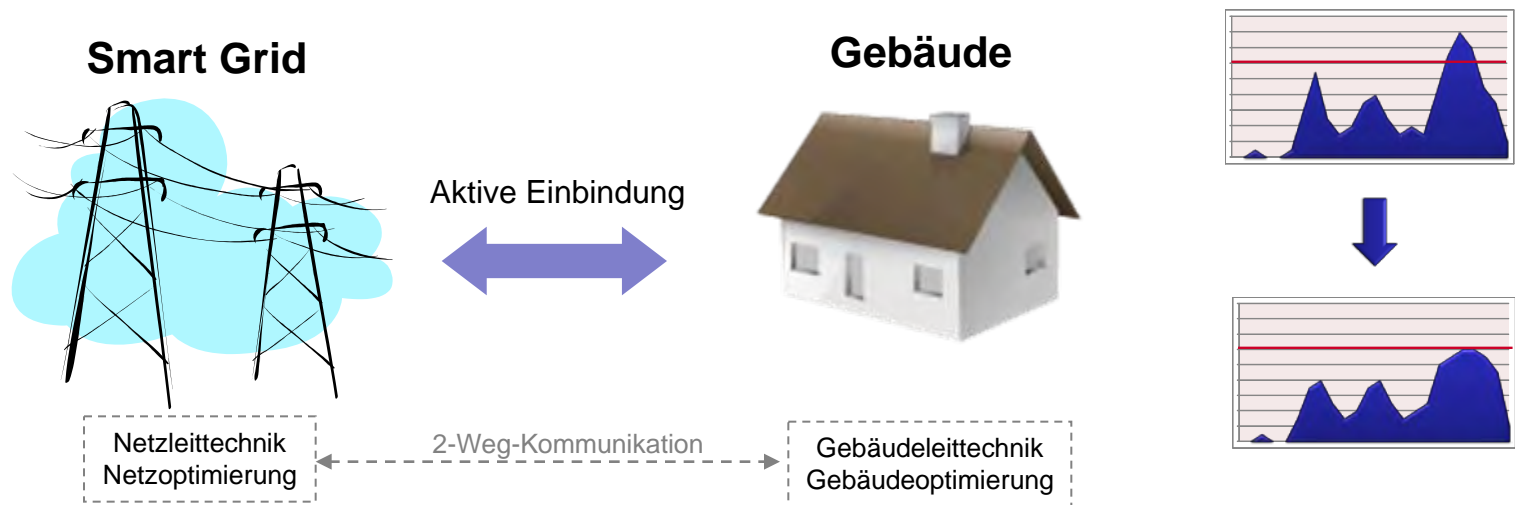 Smart Grid
Gebäude
Aktive Einbindung
Netzleittechnik
Netzoptimierung
2-Weg-Kommunikation
Gebäudeleittechnik
Gebäudeoptimierung